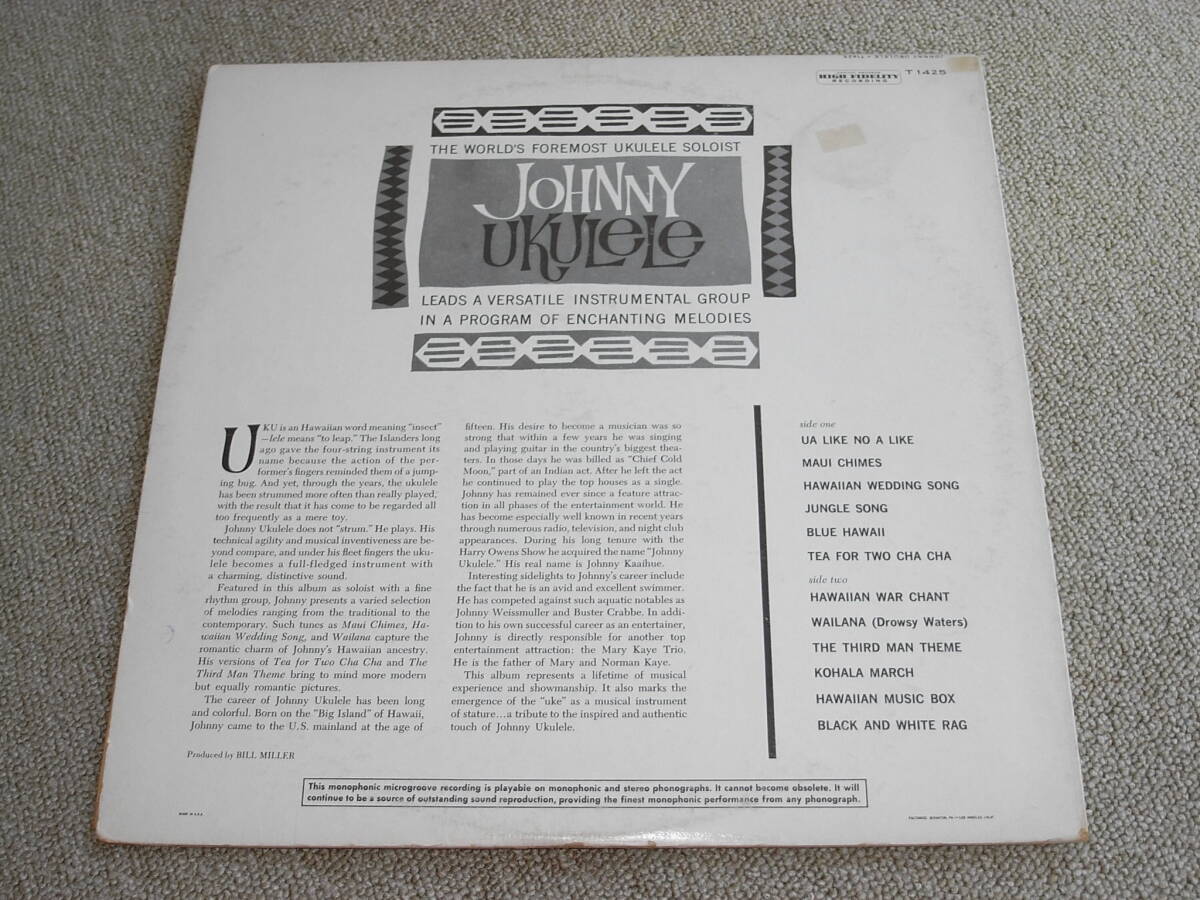 HIGH FIDELITY
RECORDING
T 1425
THE WORLD'S FOREMOST UKULELE SOLOIST
JOHNNY
UKULELE
LEADS A VERSATILE INSTRUMENTAL GROUP
IN A PROGRAM OF ENCHANTING MELODIES
UKU is an Hawaiian word meaning "insect"
—lele means "to leap." The Islanders long
ago gave the four-string instrument its
name because the action of the per-
former's fingers reminded them of a jump-
ing bug. And yet, through the years, the ukulele
has been strummed more often than really played,
with the result that it has come to be regarded all
too frequently as a mere toy.
Johnny Ukulele does not "strum." He plays. His
technical agility and musical inventiveness are be-
yond compare, and under his fleet fingers the uku-
lele becomes a full-fledged instrument with
a charming, distinctive sound.
Featured in this album as soloist with a fine
rhythm group, Johnny presents a varied selection
of melodies ranging from the traditional to the
contemporary. Such tunes as Maui Chimes, Ha-
waiian Wedding Song, and Wailana capture the
romantic charm of Johnny's Hawaiian ancestry.
His versions of Tea for Two Cha Cha and The
Third Man Theme bring to mind more modern
but equally romantic pictures.
The career of Johnny Ukulele has been long
and colorful. Born on the "Big Island" of Hawaii,
Johnny came to the U.S. mainland at the age of
fifteen. His desire to become a musician was so
strong that within a few years he was singing
and playing guitar in the country's biggest thea-
ters. In those days he was billed as "Chief Cold
Moon," part of an Indian act. After he left the act
he continued to play the top houses as a single.
Johnny has remained ever since a feature attrac-
tion in all phases of the entertainment world. He
has become especially well known in recent years
through numerous radio, television, and night club
appearances. During his long tenure with the
Harry Owens Show he acquired the name "Johnny
Ukulele." His real name is Johnny Kaaihue.
Interesting sidelights to Johnny's career include
the fact that he is an avid and excellent swimmer.
He has competed against such aquatic notables as
Johnny Weissmuller and Buster Crabbe. In addi-
tion to his own successful career as an entertainer,
Johnny is directly responsible for another top
entertainment attraction: the Mary Kaye Trio.
He is the father of Mary and Norman Kaye.
This album represents a lifetime of musical
experience and showmanship. It also marks the
emergence of the "uke" as a musical instrument
of stature...a tribute to the inspired and authentic
touch of Johnny Ukulele.
Produced by BILL MILLER
side one
UA LIKE NO A LIKE
MAUI CHIMES
HAWAIIAN WEDDING SONG
JUNGLE SONG
BLUE HAWAII
TEA FOR TWO CHA CHA
side two
HAWAIIAN WAR CHANT
WAILANA (Drowsy Waters)
THE THIRD MAN THEME
KOHALA MARCH
HAWAIIAN MUSIC BOX
BLACK AND WHITE RAG
This monophonic microgroove recording is playable on monophonic and stereo phonographs. It cannot become obsolete. It will
continue to be a source of outstanding sound reproduction, providing the finest monophonic performance from any phonograph.
MADE IN U.S.A.